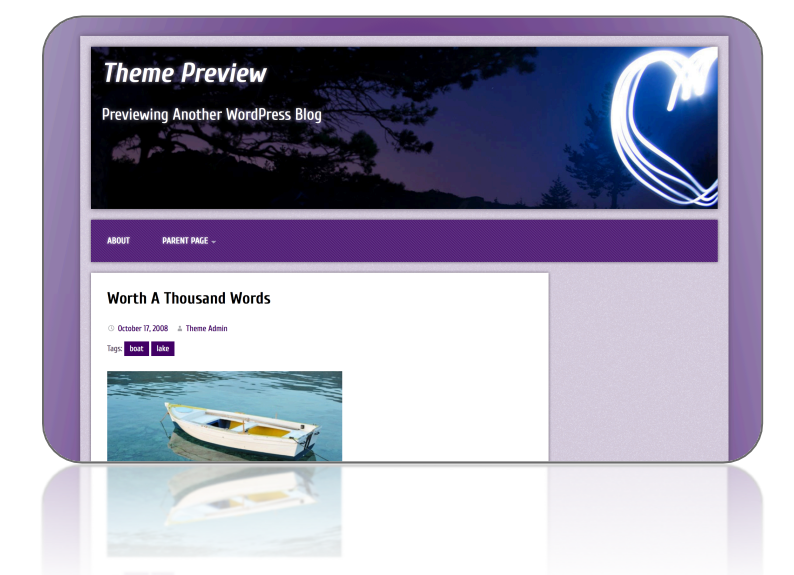 Theme Preview
Previewing Another WordPress Blog
ABOUT PARENT PAGE
Worth A Thousand Words
October 17, 2008 Theme Admin
Tags: boat lake